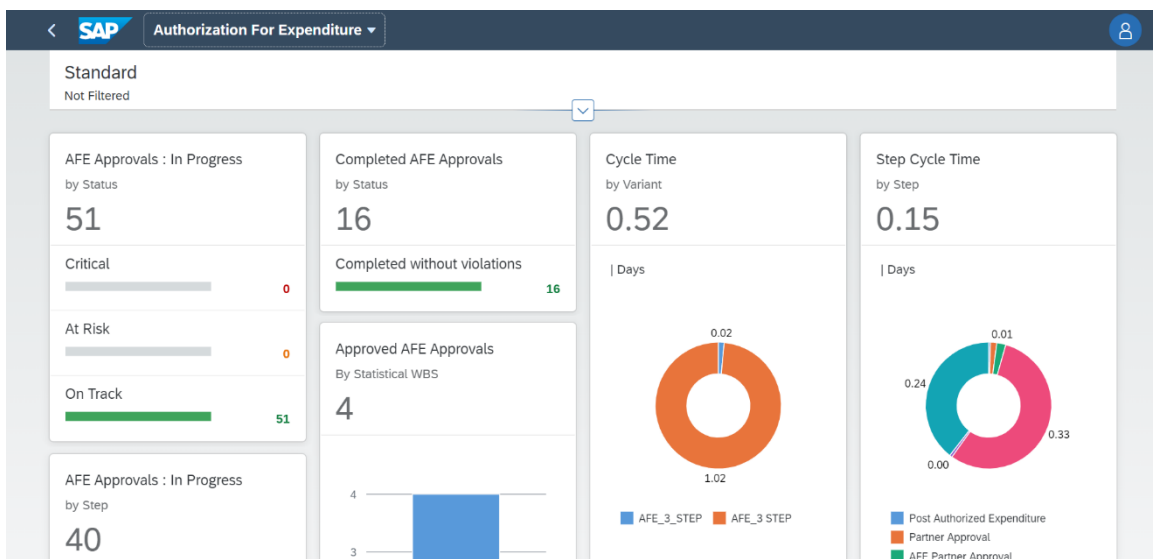 SAP
Authorization For Expenditure
Standard
Not Filtered
AFE Approvals : In Progress
by Status
51
Critical
0
At Risk
0
On Track
51
AFE Approvals : In Progress
by Step
40
Completed AFE Approvals
by Status
16
Completed without violations
16
Approved AFE Approvals
By Statistical WBS
4
4
3
Cycle Time
by Variant
0.52
| Days
0.02
1.02
AFE_3_STEP AFE_3 STEP
Step Cycle Time
by Step
0.15
| Days
0.01
0.24
0.33
0.00
Post Authorized Expenditure
Partner Approval
AFE Partner Approval